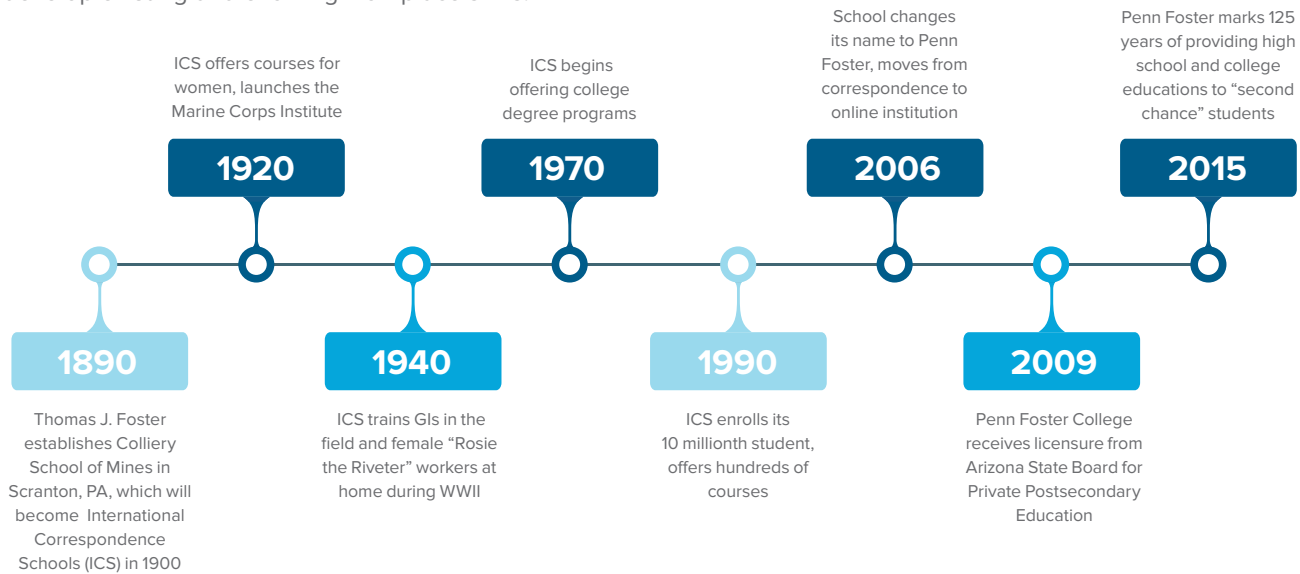 ICS offers courses for
women, launches the
Marine Corps Institute
1920
ICS begins
offering college
degree programs
1970
School changes
its name to Penn
Foster, moves from
correspondence to
online institution
2006
Penn Foster marks 125
years of providing high
school and college
educations to “second
chance” students
2015
1890
Thomas J. Foster
establishes Colliery
School of Mines in
Scranton, PA, which will
become International
Correspondence
Schools (ICS) in 1900
1940
ICS trains GIs in the
field and female “Rosie
the Riveter” workers at
home during WWII
1990
ICS enrolls its
10 millionth student,
offers hundreds of
courses
2009
Penn Foster College
receives licensure from
Arizona State Board for
Private Postsecondary
Education